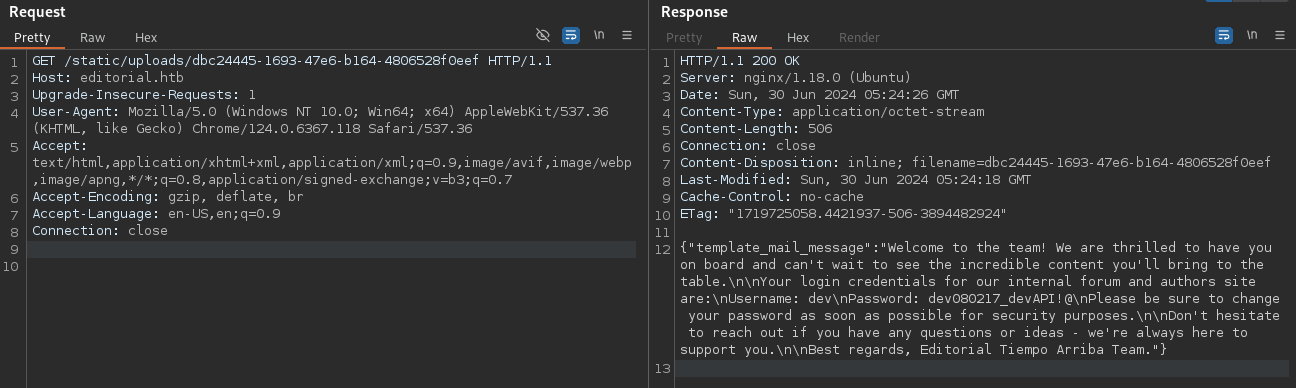 Request
Pretty Raw Hex
\n
1 GET /static/uploads/dbc24445-1693-47e6-b164-4806528f0eef HTTP/1.1
2 Host: editorial.htb
3 Upgrade-Insecure-Requests: 1
4 User-Agent: Mozilla/5.0 (Windows NT 10.0; Win64; x64) AppleWebKit/537.36
(KHTML, like Gecko) Chrome/124.0.6367.118 Safari/537.36
5 Accept:
text/html,application/xhtml+xml,application/xml;q=0.9,image/avif,image/webp
,image/apng,*/*;q=0.8,application/signed-exchange;v=b3;q=0.7
6 Accept-Encoding: gzip, deflate, br
7 Accept-Language: en-US,en;q=0.9
8 Connection: close
9
10
Response
Pretty Raw Hex Render
\n
1 HTTP/1.1 200 OK
2 Server: nginx/1.18.0 (Ubuntu)
3 Date: Sun, 30 Jun 2024 05:24:26 GMT
4 Content-Type: application/octet-stream
5 Content-Length: 506
6 Connection: close
7 Content-Disposition: inline; filename=dbc24445-1693-47e6-b164-4806528f0eef
8 Last-Modified: Sun, 30 Jun 2024 05:24:18 GMT
9 Cache-Control: no-cache
10 ETag: "1719725058.4421937-506-3894482924"
11
12 {"template_mail_message":"Welcome to the team! We are thrilled to have you
on board and can't wait to see the incredible content you'll bring to the
table.\n\nYour login credentials for our internal forum and authors site
are:\nUsername: dev\nPassword: dev080217_devAPI!@\nPlease be sure to change
your password as soon as possible for security purposes.\n\nDon't hesitate
to reach out if you have any questions or ideas - we're always here to
support you.\n\nBest regards, Editorial Tiempo Arriba Team."}
13